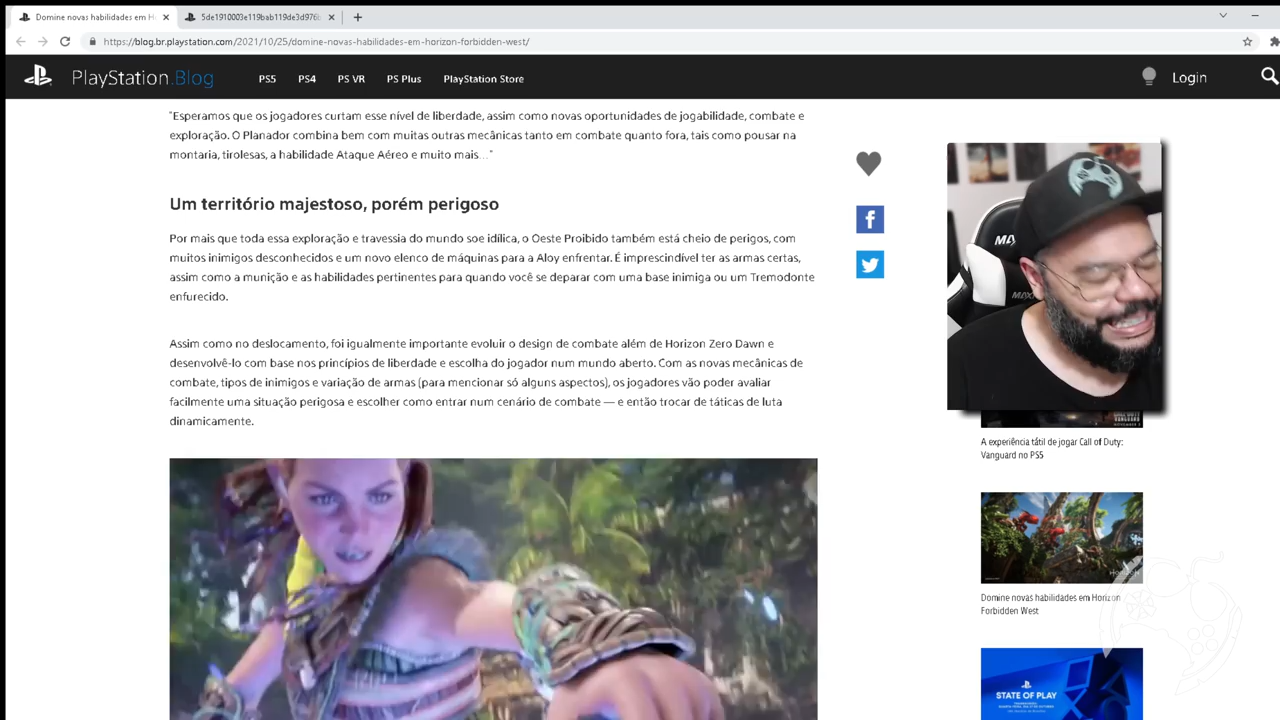 Domine novas habilidades em H
5de1910003e119bab119de3d976b
https://blog.br.playstation.com/2021/10/25/domine-novas-habilidades-em-horizon-forbidden-west/
PlayStation.Blog
PS5
PS4
PS VR
PS Plus
PlayStation Store
Login
"Esperamos que os jogadores curtam esse nível de liberdade, assim como novas oportunidades de jogabilidade, combate e
exploração. O Planador combina bem com muitas outras mecânicas tanto em combate quanto fora, tais como pousar na
montaria, tirolesas, a habilidade Ataque Aéreo e muito mais…"
Um território majestoso, porém perigoso
Por mais que toda essa exploração e travessia do mundo soe idílica, o Oeste Proibido também está cheio de perigos, com
muitos inimigos desconhecidos e um novo elenco de máquinas para a Aloy enfrentar. É imprescindível ter as armas certas,
assim como a munição e as habilidades pertinentes para quando você se deparar com uma base inimiga ou um Tremodonte
enfurecido.
Assim como no deslocamento, foi igualmente importante evoluir o design de combate além de Horizon Zero Dawn e
desenvolvê-lo com base nos princípios de liberdade e escolha do jogador num mundo aberto. Com as novas mecânicas de
combate, tipos de inimigos e variação de armas (para mencionar só alguns aspectos), os jogadores vão poder avaliar
facilmente uma situação perigosa e escolher como entrar num cenário de combate — e então trocar de táticas de luta
dinamicamente.
A experiência tátil de jogar Call of Duty:
Vanguard no PS5
HORIZON
Domine novas habilidades em Horizon
Forbidden West
STATE OF PLAY